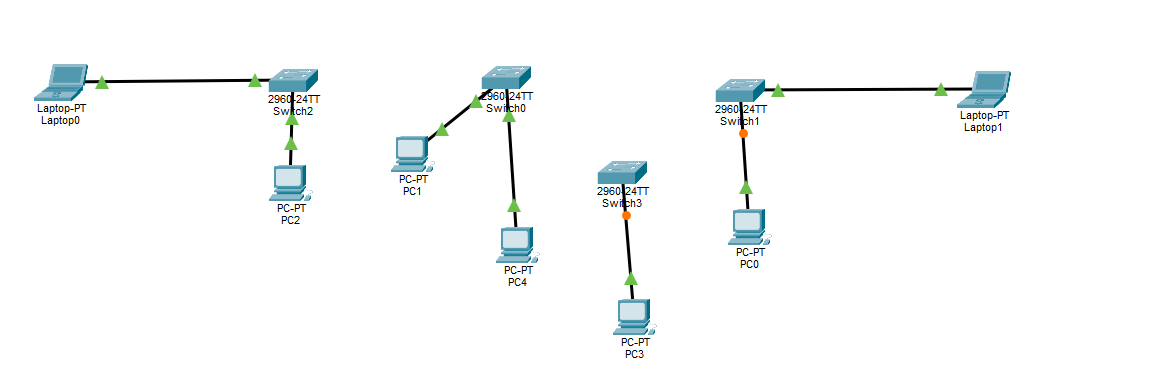 Laptop-PT
Laptop0
2960-24TT
Switch2
PC-PT
PC2
2960-24TT
Switch0
PC-PT
PC1
PC-PT
PC4
2960-24TT
Switch3
PC-PT
PC3
2960-24TT
Switch1
PC-PT
PC0
Laptop-PT
Laptop1